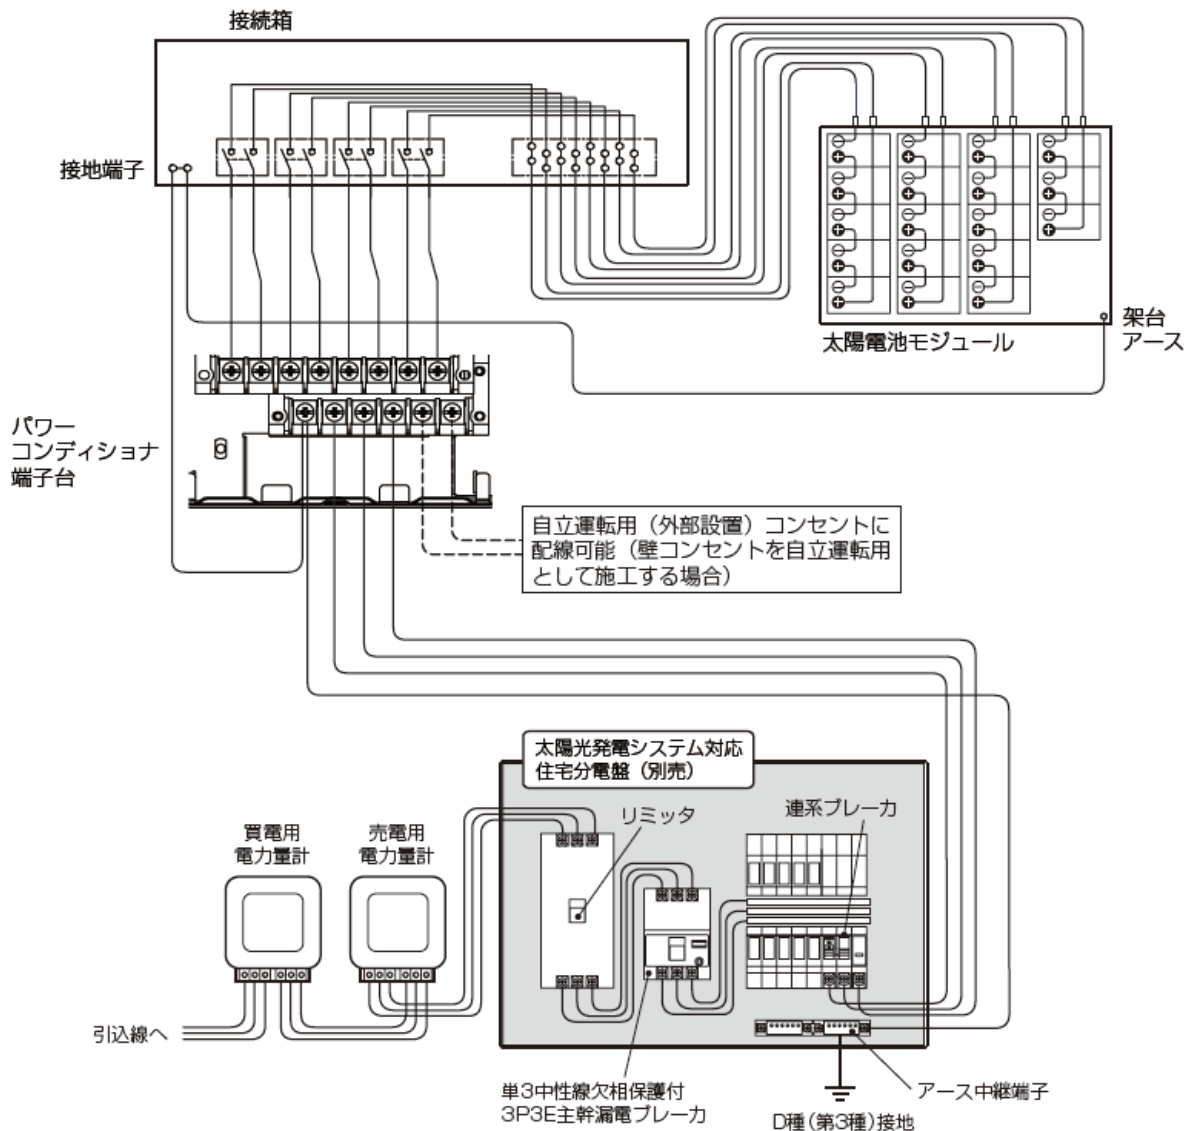 接続箱
接地端子
架台
アース
太陽電池モジュール
パワー
コンディショナ
端子台
自立運転用（外部設置）コンセントに
配線可能（壁コンセントを自立運転用
として施工する場合）
太陽光発電システム対応
住宅分電盤（別売）
リミッタ
連系ブレーカ
買電用
電力量計
売電用
電力量計
引込線へ
単3中性線欠相保護付
3P3E主幹漏電ブレーカ
アース中継端子
D種（第3種）接地